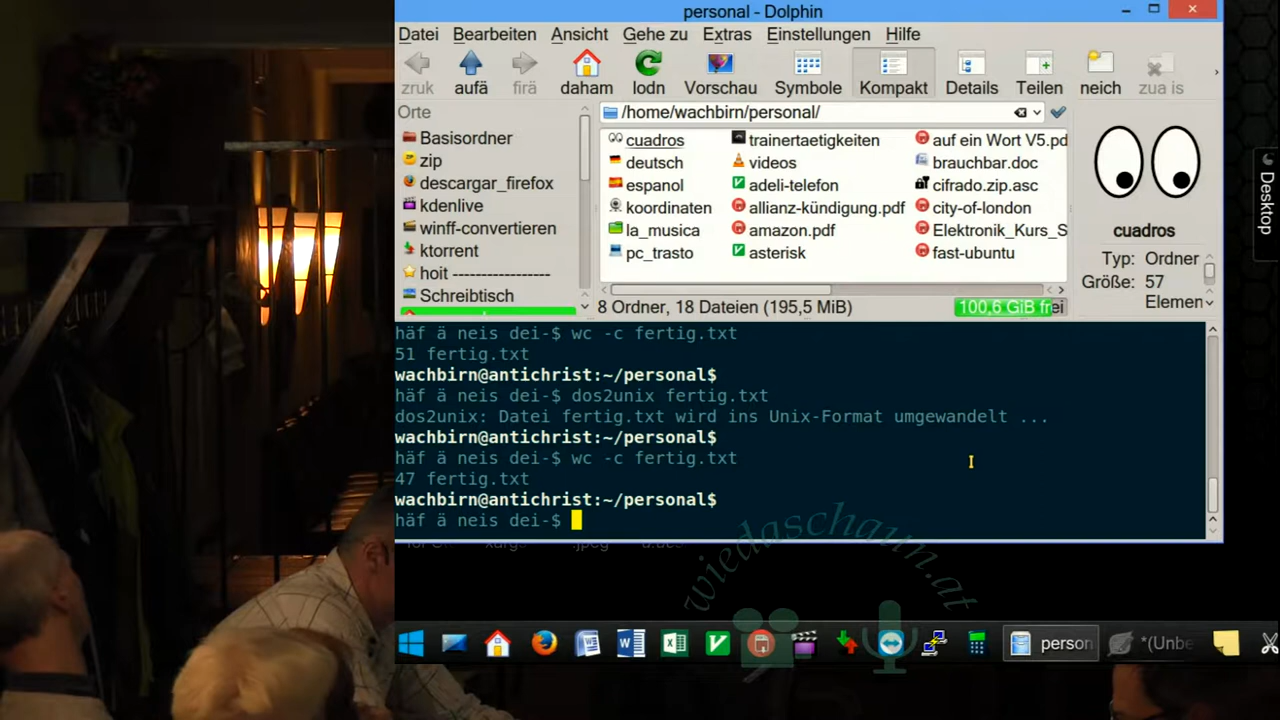 personal - Dolphin
Datei Bearbeiten Ansicht Gehe zu Extras Einstellungen Hilfe
zruk aufä firä daham lodn Vorschau Symbole Kompakt Details Teilen neich zua is
Orte
/home/wachbirn/personal/
Basisordner
zip
descargar_firefox
kdenlive
winff-convertieren
ktorrent
hoit -----------------
Schreibtisch
cuadros trainertaetigkeiten auf ein Wort V5.pd
deutsch videos brauchbar.doc
espanol adeli-telefon cifrado.zip.asc
koordinaten allianz-kündigung.pdf city-of-london
la_musica amazon.pdf Elektronik_Kurs_S
pc_trasto asterisk fast-ubuntu
8 Ordner, 18 Dateien (195,5 MiB) 100,6 GiB frei
cuadros
Typ: Ordner
Größe: 57
Elemen
häf ä neis dei-$ wc -c fertig.txt
51 fertig.txt
wachbirn@antichrist:~/personal$
häf ä neis dei-$ dos2unix fertig.txt
dos2unix: Datei fertig.txt wird ins Unix-Format umgewandelt ...
wachbirn@antichrist:~/personal$
häf ä neis dei-$ wc -c fertig.txt
47 fertig.txt
wachbirn@antichrist:~/personal$
häf ä neis dei-$
wiedaschaun.at
person
*(Unbe
Desktop